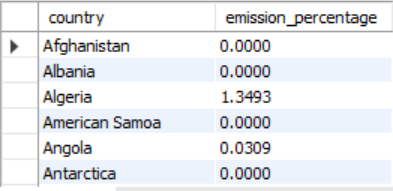 country emission_percentage
Afghanistan 0.0000
Albania 0.0000
Algeria 1.3493
American Samoa 0.0000
Angola 0.0309
Antarctica 0.0000